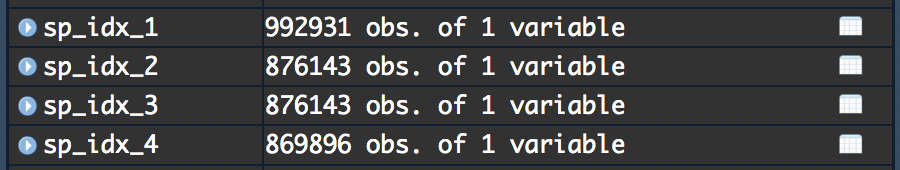 sp_idx_1 992931 obs. of 1 variable
sp_idx_2 876143 obs. of 1 variable
sp_idx_3 876143 obs. of 1 variable
sp_idx_4 869896 obs. of 1 variable